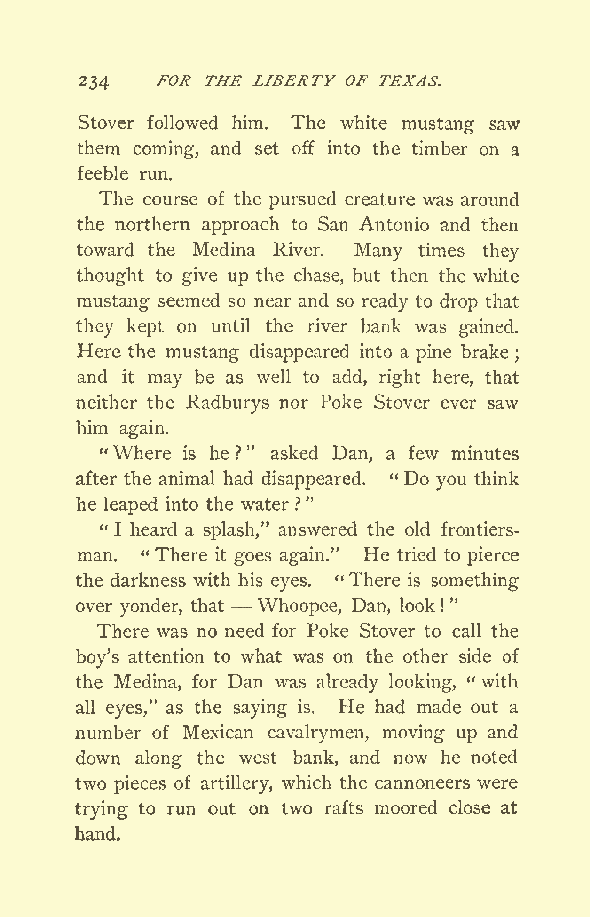 234 FOR THE LIBERTY OF TEXAS.
Stover followed him. The white mustang saw
them coming, and set off into the timber on a
feeble run.
The course of the pursued creature was around
the northern approach to San Antonio and then
toward the Medina River. Many times they
thought to give up the chase, but then the white
mustang seemed so near and so ready to drop that
they kept on until the river bank was gained.
Here the mustang disappeared into a pine brake;
and it may be as well to add, right here, that
neither the Radburys nor Poke Stover ever saw
him again.
"Where is he?" asked Dan, a few minutes
after the animal had disappeared. "Do you think
he leaped into the water?"
"I heard a splash," answered the old frontiers-
man. "There it goes again." He tried to pierce
the darkness with his eyes. "There is something
over yonder, that — Whoopee, Dan, look!"
There was no need for Poke Stover to call the
boy's attention to what was on the other side of
the Medina, for Dan was already looking, "with
all eyes," as the saying is. He had made out a
number of Mexican cavalrymen, moving up and
down along the west bank, and now he noted
two pieces of artillery, which the cannoneers were
trying to run out on two rafts moored close at
hand.